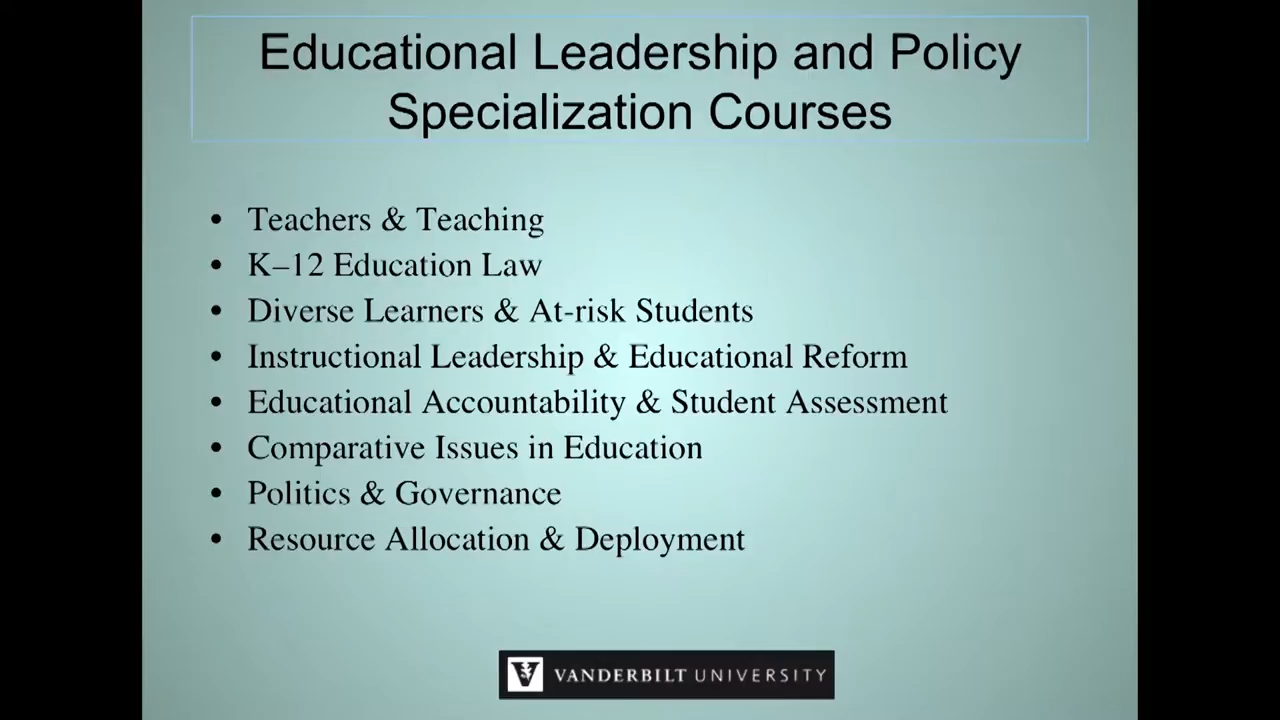 Educational Leadership and Policy
Specialization Courses
• Teachers & Teaching
• K–12 Education Law
• Diverse Learners & At-risk Students
• Instructional Leadership & Educational Reform
• Educational Accountability & Student Assessment
• Comparative Issues in Education
• Politics & Governance
• Resource Allocation & Deployment
V VANDERBILT UNIVERSITY